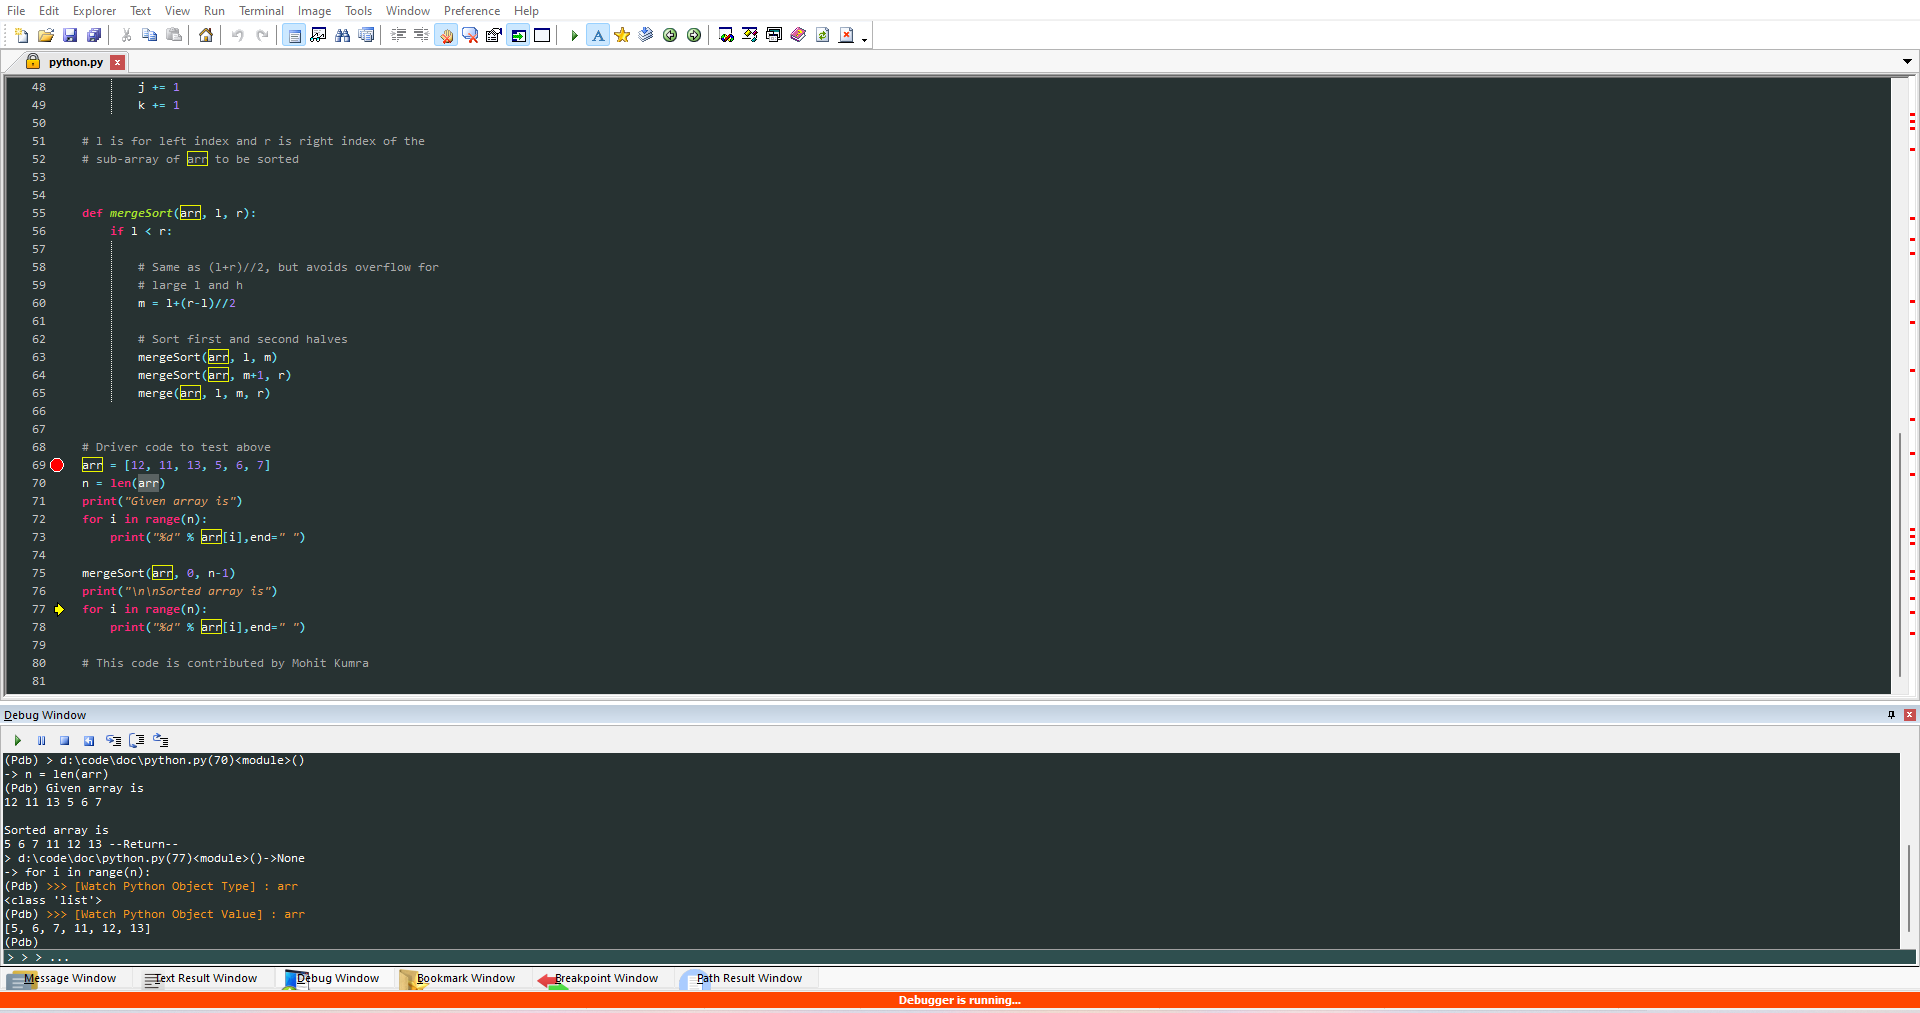 File Edit Explorer Text View Run Terminal Image Tools Window Preference Help
A
python.py x
48 j += 1
49 k += 1
50
51 # l is for left index and r is right index of the
52 # sub-array of arr to be sorted
53
54
55 def mergeSort(arr, l, r):
56 if l < r:
57
58 # Same as (l+r)//2, but avoids overflow for
59 # large l and h
60 m = l+(r-l)//2
61
62 # Sort first and second halves
63 mergeSort(arr, l, m)
64 mergeSort(arr, m+1, r)
65 merge(arr, l, m, r)
66
67
68 # Driver code to test above
69 arr = [12, 11, 13, 5, 6, 7]
70 n = len(arr)
71 print("Given array is")
72 for i in range(n):
73 print("%d" % arr[i],end=" ")
74
75 mergeSort(arr, 0, n-1)
76 print("\n\nSorted array is")
77 for i in range(n):
78 print("%d" % arr[i],end=" ")
79
80 # This code is contributed by Mohit Kumra
81
Debug Window
(Pdb) > d:\code\doc\python.py(70)<module>()
-> n = len(arr)
(Pdb) Given array is
12 11 13 5 6 7
Sorted array is
5 6 7 11 12 13 --Return--
> d:\code\doc\python.py(77)<module>()->None
-> for i in range(n):
(Pdb) >>> [Watch Python Object Type] : arr
<class 'list'>
(Pdb) >>> [Watch Python Object Value] : arr
[5, 6, 7, 11, 12, 13]
(Pdb)
> > > ...
Message Window Text Result Window Debug Window Bookmark Window Breakpoint Window Path Result Window
Debugger is running...